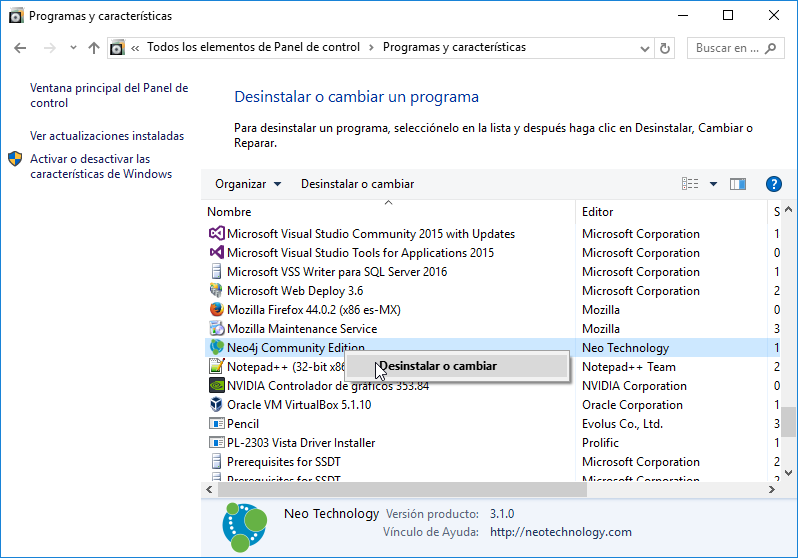 Programas y características
« Todos los elementos de Panel de control > Programas y características
Buscar en ...
Ventana principal del Panel de
control
Ver actualizaciones instaladas
Activar o desactivar las
características de Windows
Desinstalar o cambiar un programa
Para desinstalar un programa, selecciónelo en la lista y después haga clic en Desinstalar, Cambiar o
Reparar.
Organizar Desinstalar o cambiar
Nombre Editor S
Microsoft Visual Studio Community 2015 with Updates Microsoft Corporation 1
Microsoft Visual Studio Tools for Applications 2015 Microsoft Corporation 0
Microsoft VSS Writer para SQL Server 2016 Microsoft Corporation 1
Microsoft Web Deploy 3.6 Microsoft Corporation 2
Mozilla Firefox 44.0.2 (x86 es-MX) Mozilla 0
Mozilla Maintenance Service Mozilla 3
Neo4j Community Edition Neo Technology 1
Notepad++ (32-bit x86 Notepad++ Team 2
Desinstalar o cambiar
NVIDIA Controlador de gráficos 353.84 NVIDIA Corporation 0
Oracle VM VirtualBox 5.1.10 Oracle Corporation 1
Pencil Evolus Co., Ltd. 3
PL-2303 Vista Driver Installer Prolific 1
Prerequisites for SSDT Microsoft Corporation 2
Prerequisites for SSDT Microsoft Corporation 2
Neo Technology Versión producto: 3.1.0
Vínculo de Ayuda: http://neotechnology.com